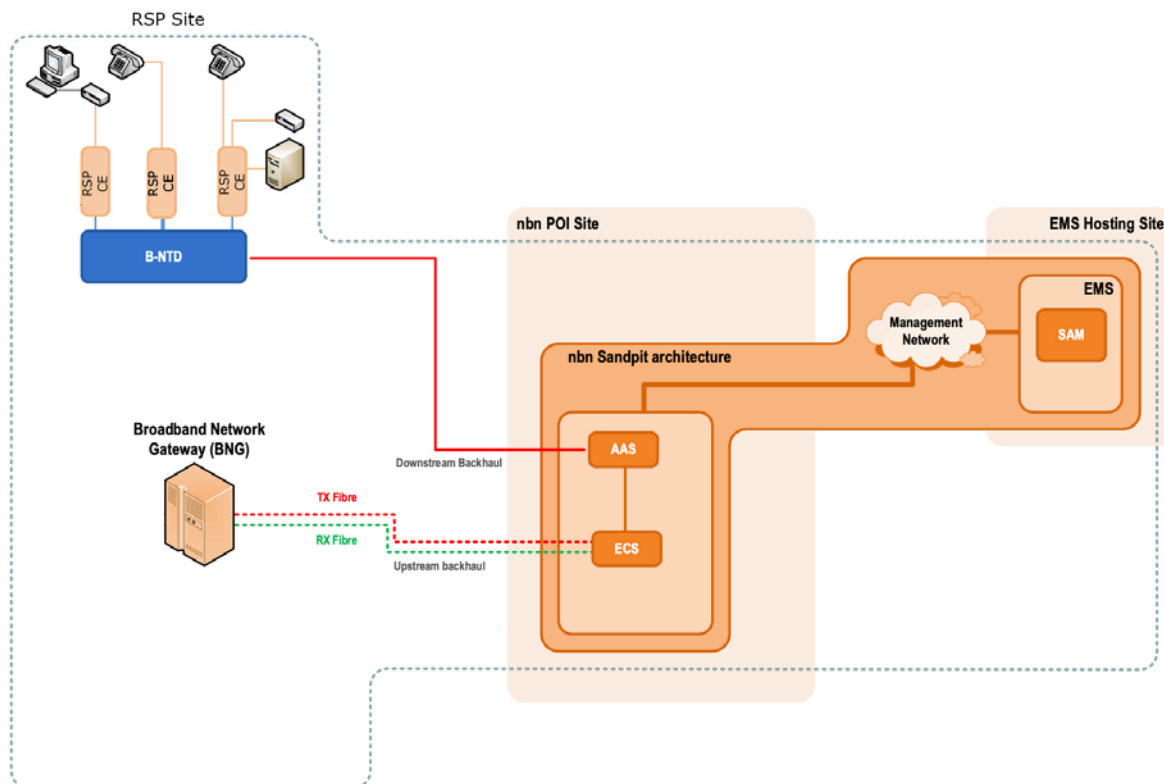 RSP Site
RSP
CE
RSP
CE
RSP
CE
B-NTD
nbn POI Site
EMS Hosting Site
EMS
Management
Network
SAM
nbn Sandpit architecture
Broadband Network
Gateway (BNG)
AAS
Downstream Backhaul
TX Fibre
RX Fibre
ECS
Upstream backhaul